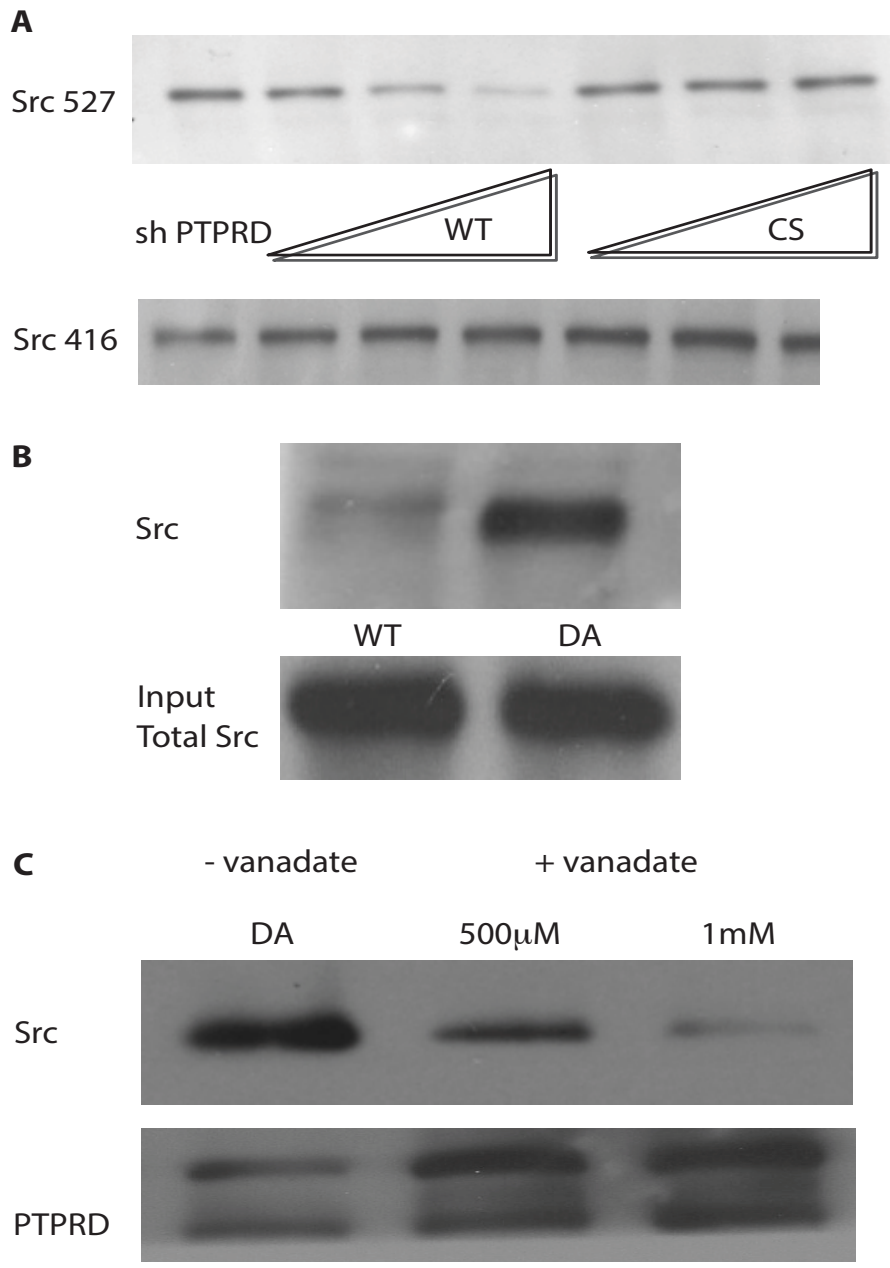 A
Src 527
sh PTPRD
WT
CS
Src 416
B
Src
WT
DA
Input
Total Src
C
- vanadate
+ vanadate
DA
500μM
1mM
Src
PTPRD